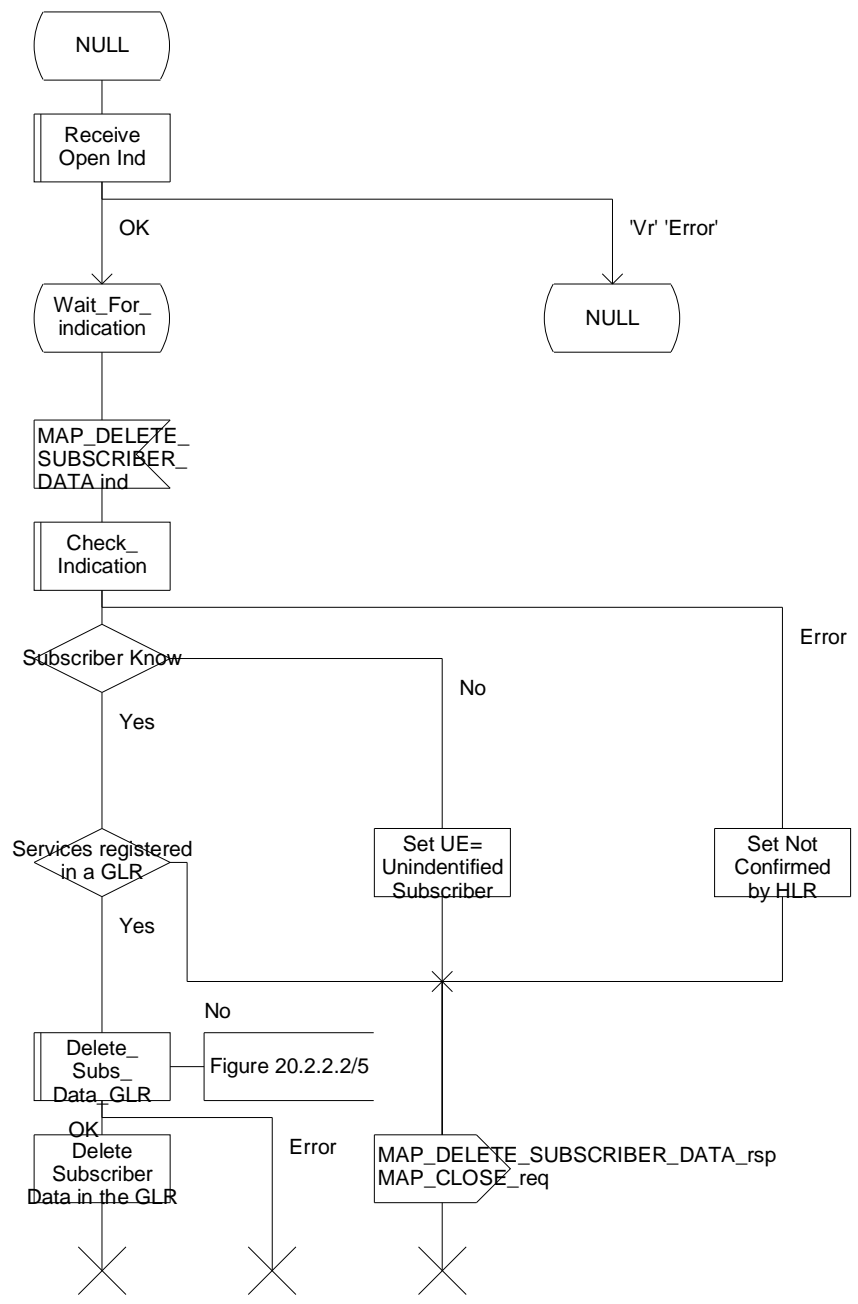 NULL
Receive
Open Ind
OK
'Vr' 'Error'
Wait_For_
indication
NULL
MAP_DELETE_
SUBSCRIBER_
DATA ind
Check_
Indication
Error
Subscriber Know
No
Yes
Services registered
in a GLR
Set UE=
Unindentified
Subscriber
Set Not
Confirmed
by HLR
Yes
No
Delete_
Subs_
Data_GLR
Figure 20.2.2.2/5
OK
Error
Delete
Subscriber
Data in the GLR
MAP_DELETE_SUBSCRIBER_DATA_rsp
MAP_CLOSE_req